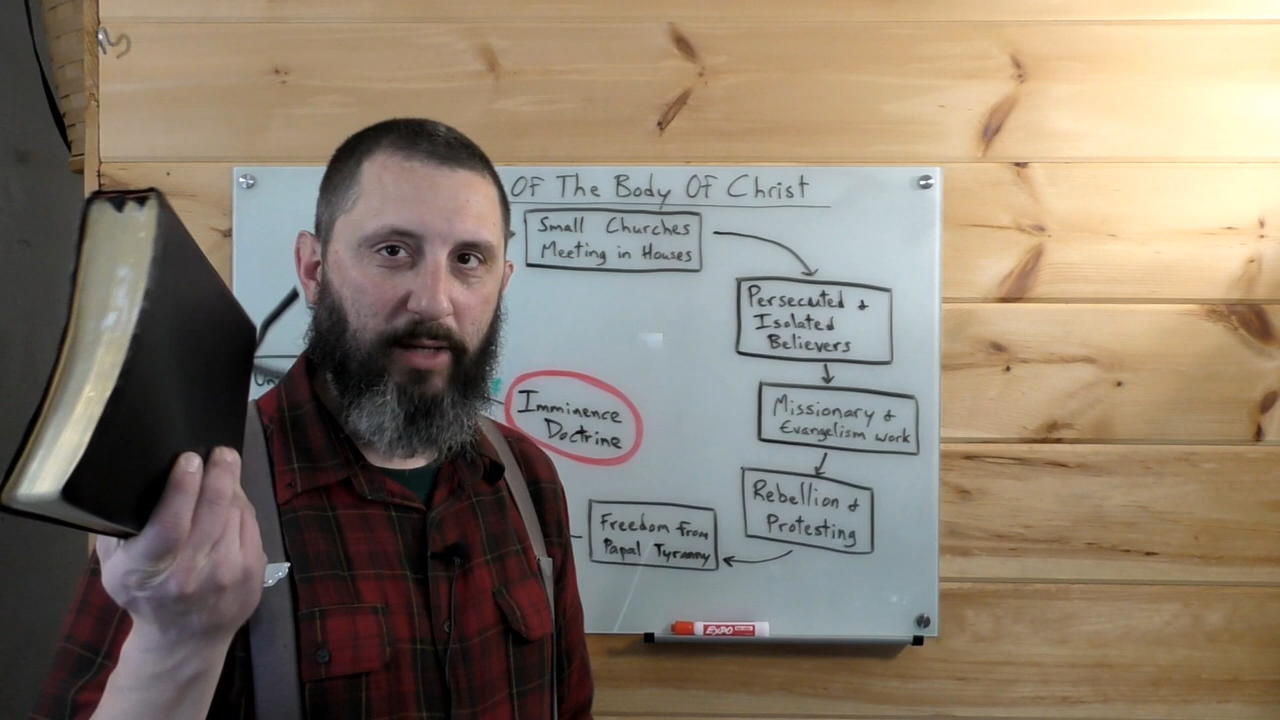 OF The Body OF Christ
Small Churches
Meeting in Houses
Persecuted &
Isolated
Believers
Missionary &
Evangelism work
Imminence
Doctrine
Rebellion &
Protesting
Freedom from
Papal Tyranny
EXPO